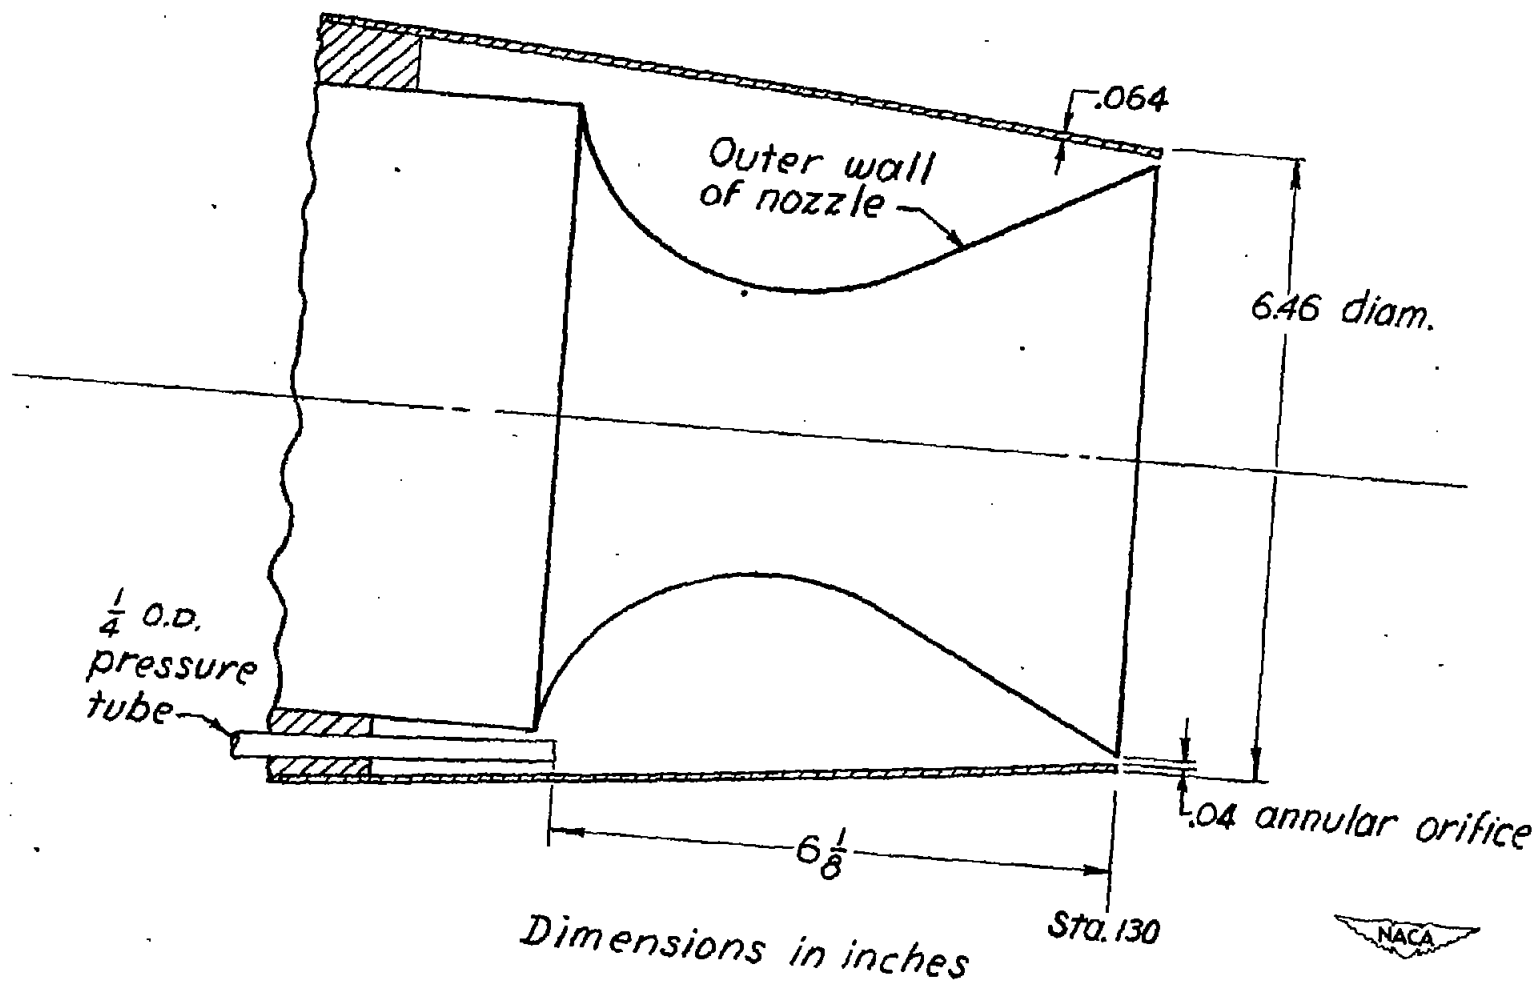 .064
Outer wall
of nozzle
6.46 diam.
1/4 O.D.
pressure
tube
.04 annular orifice
6 1/8
Sta. 130
Dimensions in inches
NACA